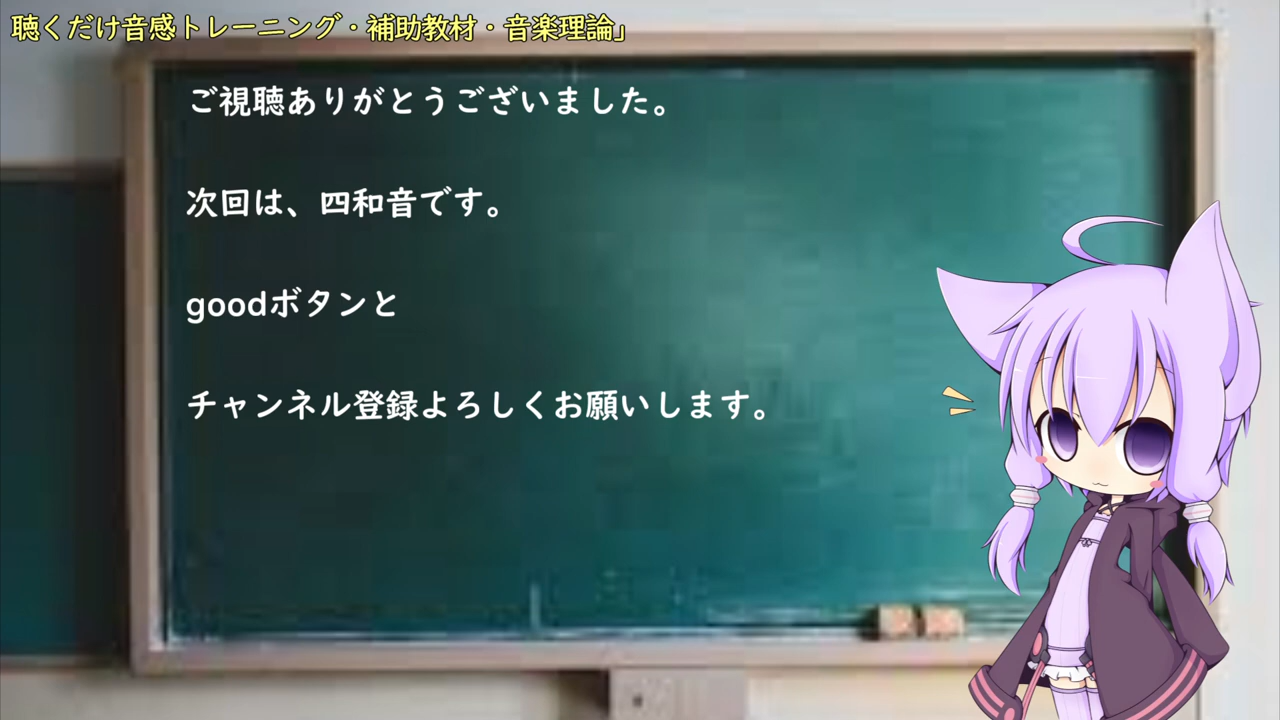 聴くだけ音感トレーニング・補助教材・音楽理論」
ご視聴ありがとうございました。
次回は、四和音です。
goodボタンと
チャンネル登録よろしくお願いします。